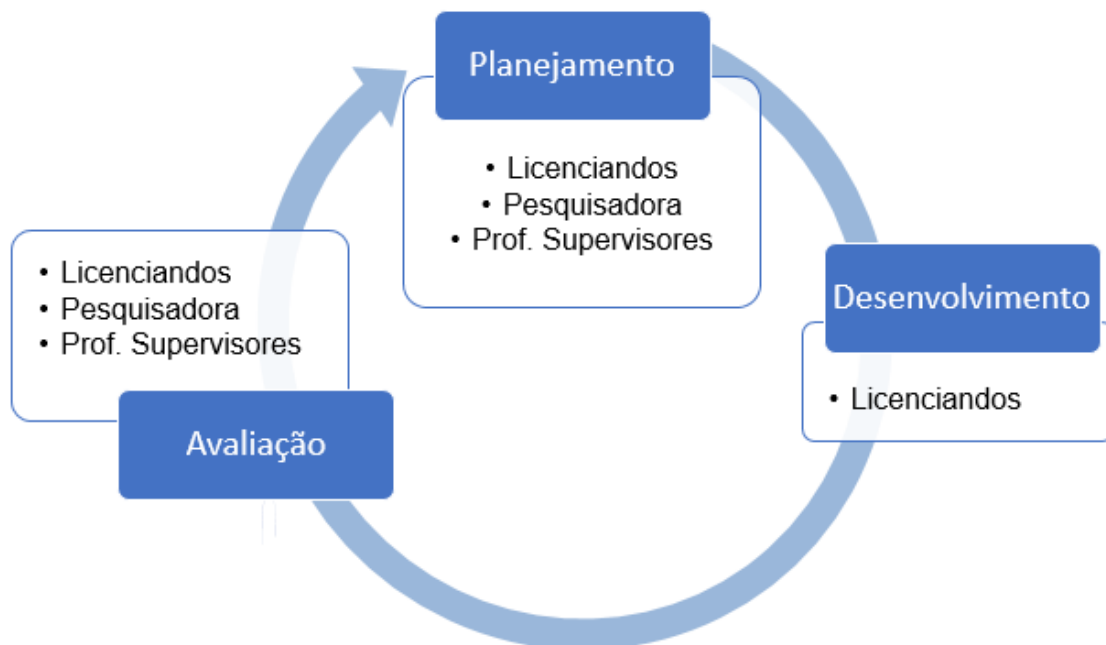 Planejamento
• Licenciandos
• Pesquisadora
• Prof. Supervisores
Desenvolvimento
• Licenciandos
• Licenciandos
• Pesquisadora
• Prof. Supervisores
Avaliação